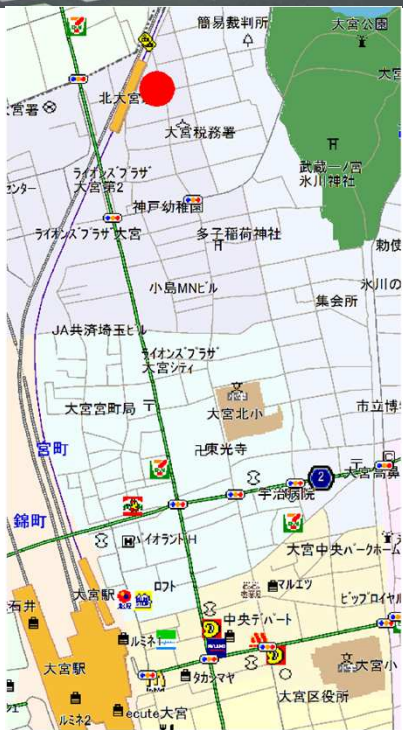 簡易裁判所
大宮公園
大宮
北大宮
大宮署
大宮税務署
武蔵一ノ宮
氷川神社
ライオンズプラザ
大宮第2
センター
神戸幼稚園
ライオンズプラザ大宮
多子稲荷神社
勅使
小島MNビル
氷川の
集会所
JA共済埼玉ビル
ライオンズプラザ
大宮シティ
大宮北小
大宮宮町局
市立博
宮町
東光寺
2
大宮高鼻
宇治病院
錦町
パイオランドH
大宮中央パークホーム
大宮駅
ロフト
マルエツ
石井
ビップロイヤル
中央デパート
ルミネ1
大宮駅
タカシマヤ
大宮小
大宮区役所
ルミネ2
ecute大宮